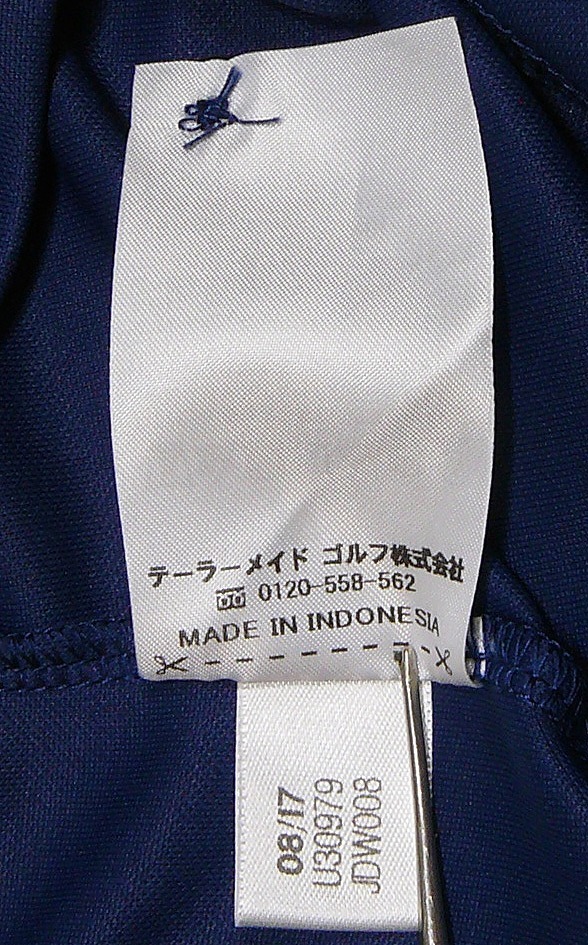 テーラーメイド ゴルフ株式会社
0120-558-562
MADE IN INDONESIA
08/17
U30979
JDW008